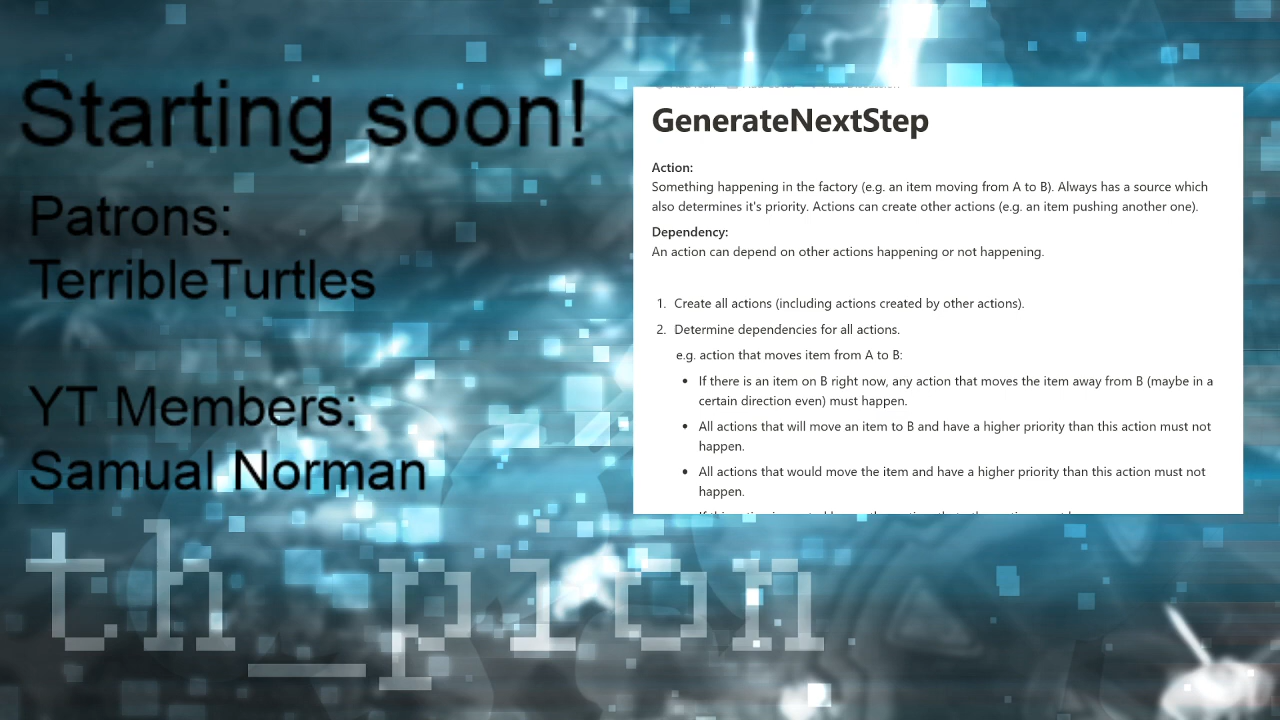 Starting soon!
Patrons:
TerribleTurtles
YT Members:
Samual Norman
th_pion
GenerateNextStep
Action:
Something happening in the factory (e.g. an item moving from A to B). Always has a source which
also determines it's priority. Actions can create other actions (e.g. an item pushing another one).
Dependency:
An action can depend on other actions happening or not happening.
1. Create all actions (including actions created by other actions).
2. Determine dependencies for all actions.
e.g. action that moves item from A to B:
• If there is an item on B right now, any action that moves the item away from B (maybe in a
certain direction even) must happen.
• All actions that will move an item to B and have a higher priority than this action must not
happen.
• All actions that would move the item and have a higher priority than this action must not
happen.